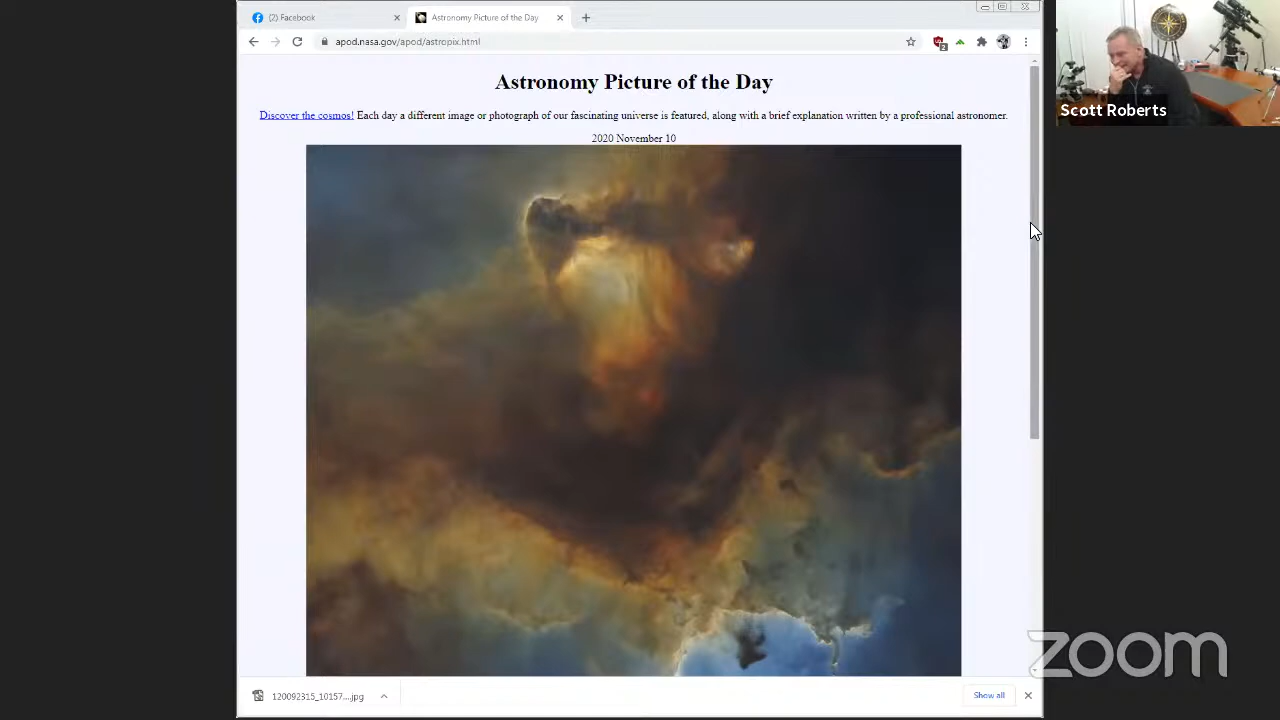 (2) Facebook
Astronomy Picture of the Day
apod.nasa.gov/apod/astropix.html
2
Scott Roberts
Astronomy Picture of the Day
Discover the cosmos! Each day a different image or photograph of our fascinating universe is featured, along with a brief explanation written by a professional astronomer.
2020 November 10
zoom
120092315_10157....jpg
Show all